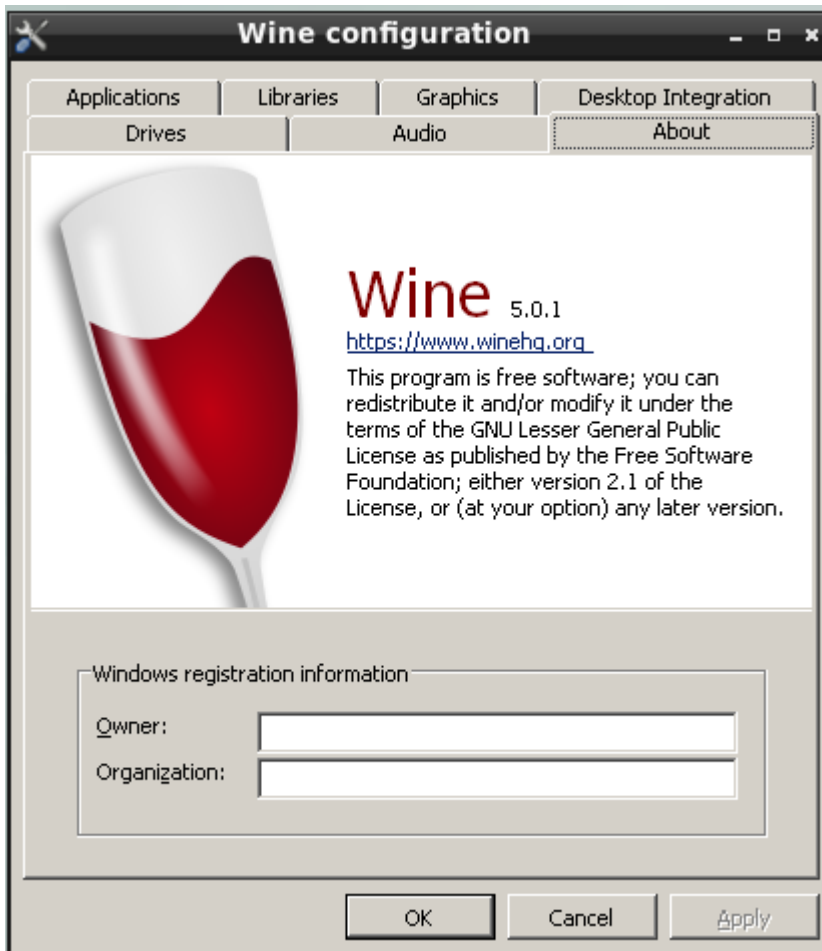 Wine configuration
Applications Libraries Graphics Desktop Integration
Drives Audio About
Wine 5.0.1
https://www.winehq.org
This program is free software; you can
redistribute it and/or modify it under the
terms of the GNU Lesser General Public
License as published by the Free Software
Foundation; either version 2.1 of the
License, or (at your option) any later version.
Windows registration information
Owner:
Organization:
OK Cancel Apply